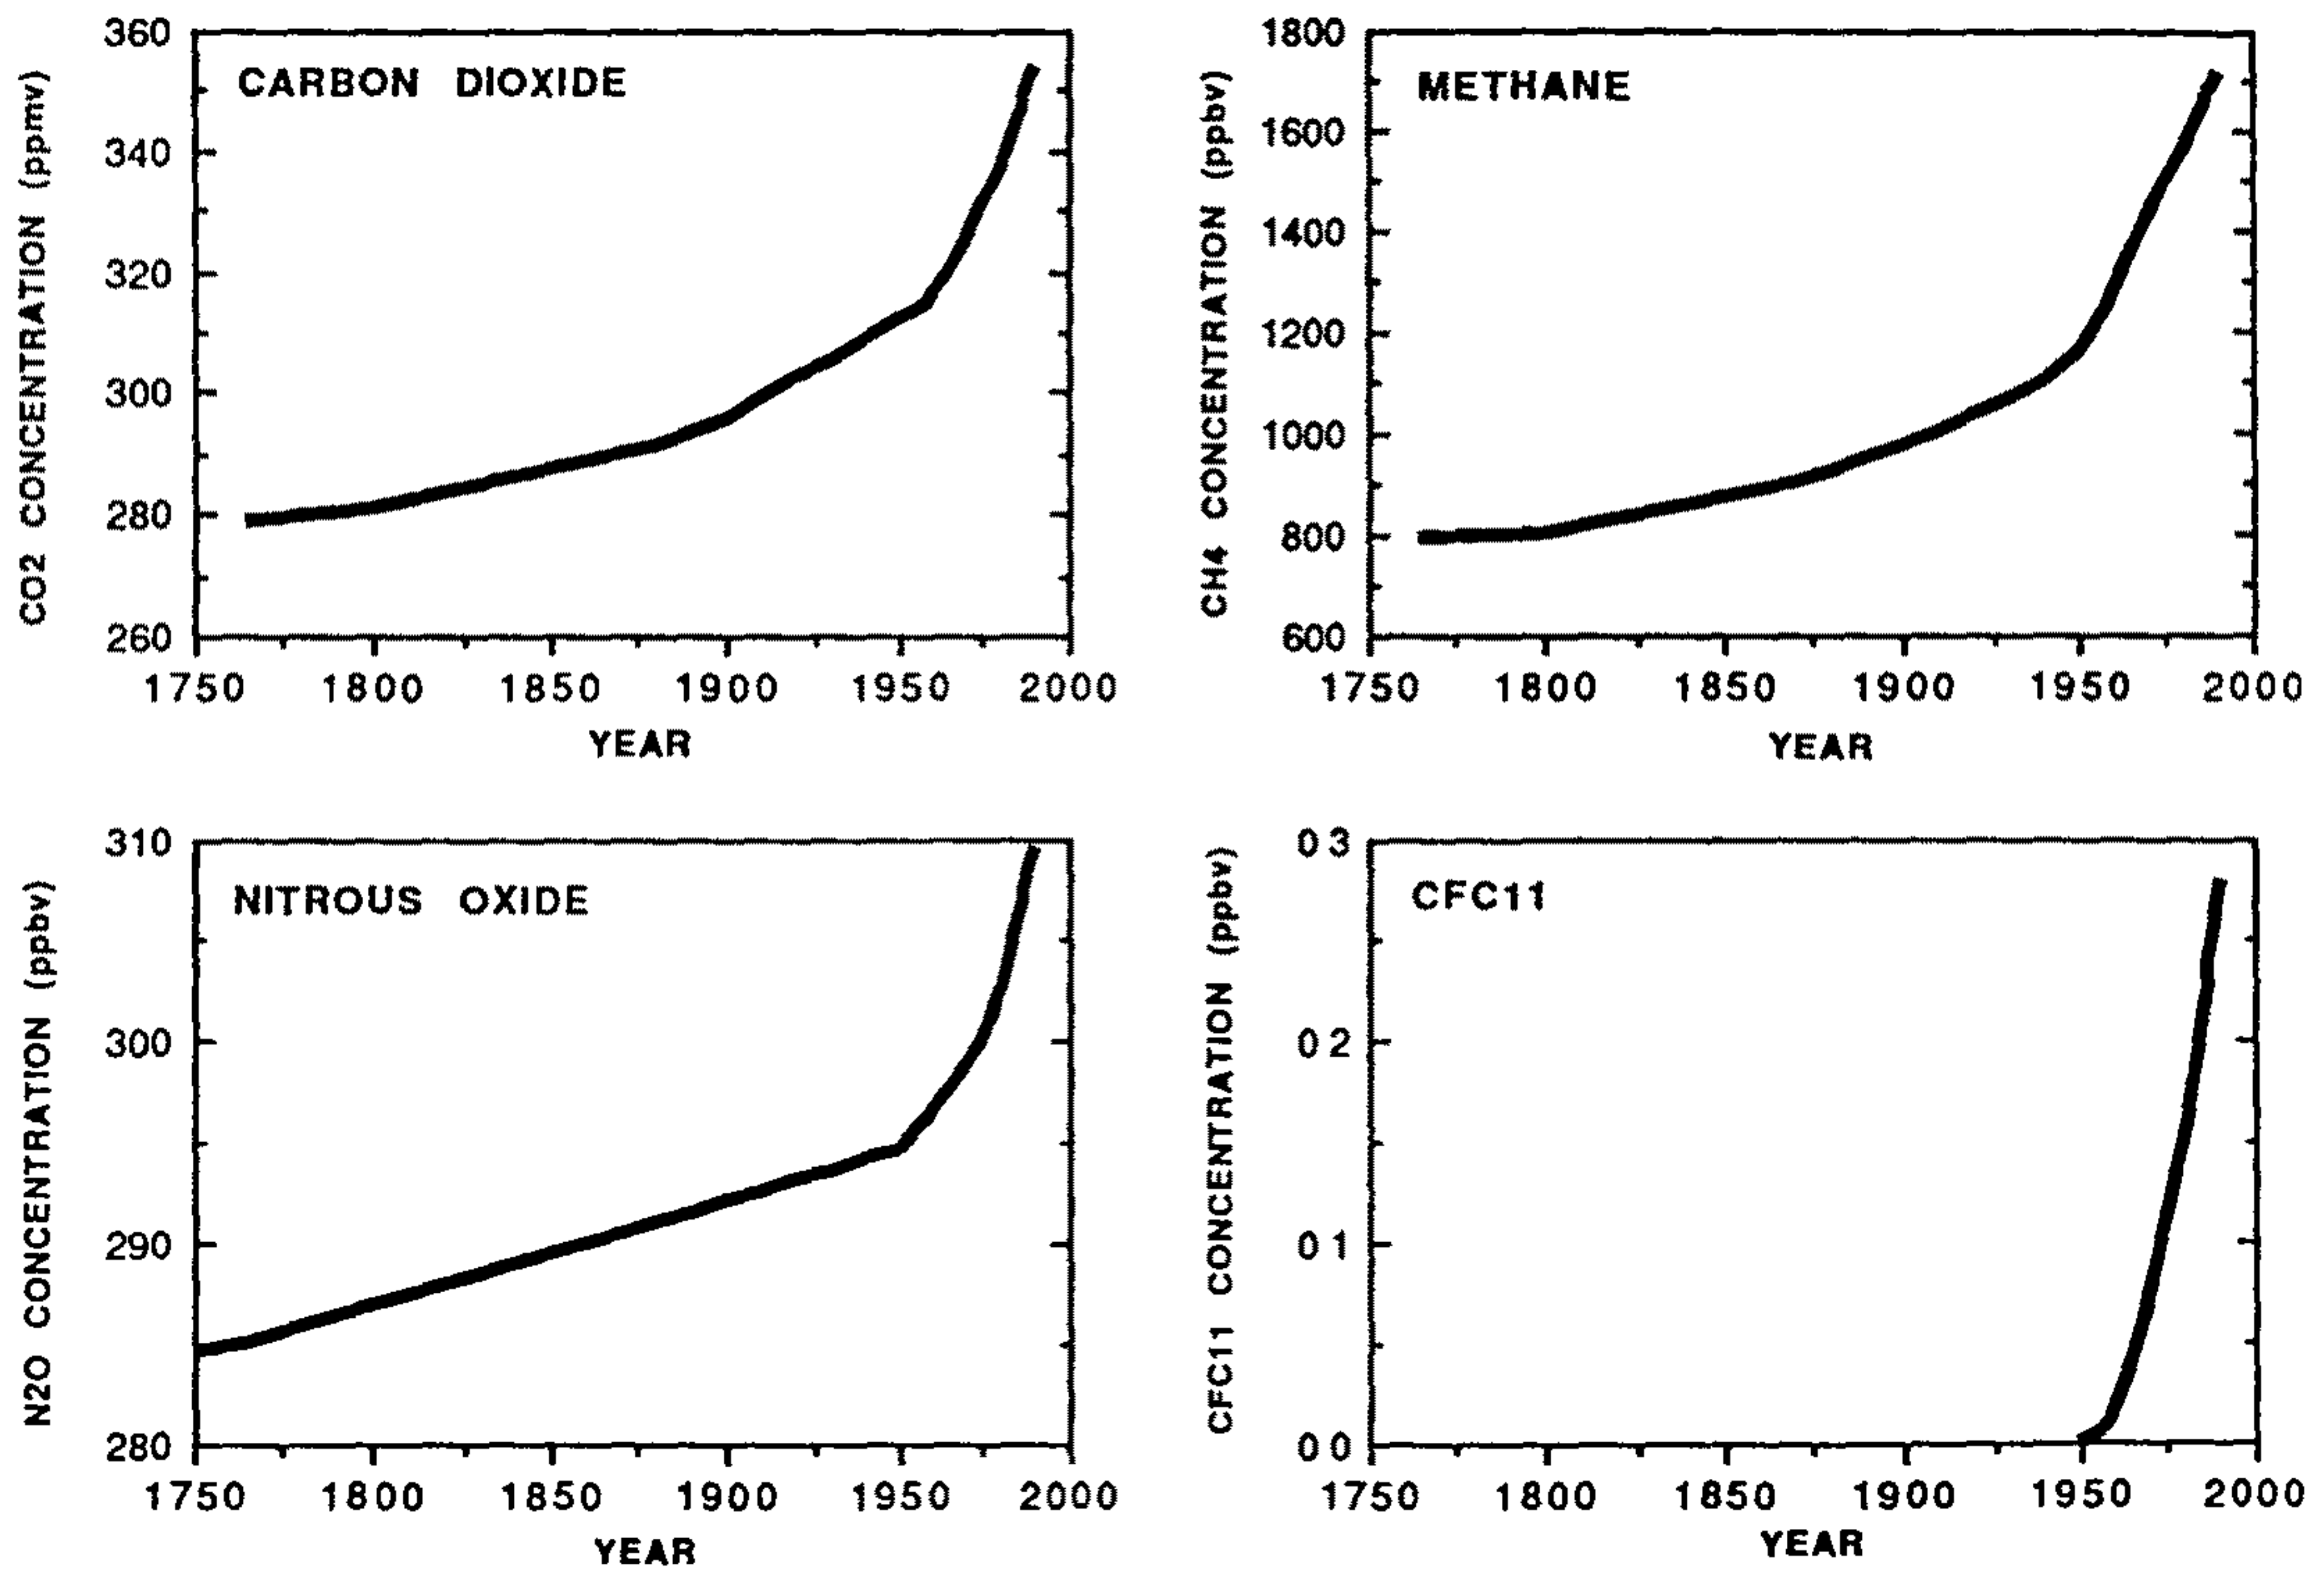 CARBON DIOXIDE
CO2 CONCENTRATION (ppmv)
360
340
320
300
280
260
1750 1800 1850 1900 1950 2000
YEAR
METHANE
CH4 CONCENTRATION (ppbv)
1800
1600
1400
1200
1000
800
600
1750 1800 1850 1900 1950 2000
YEAR
NITROUS OXIDE
N2O CONCENTRATION (ppbv)
310
300
290
280
1750 1800 1850 1900 1950 2000
YEAR
CFC11
CFC11 CONCENTRATION (ppbv)
0 3
0 2
0 1
0 0
1750 1800 1850 1900 1950 2000
YEAR